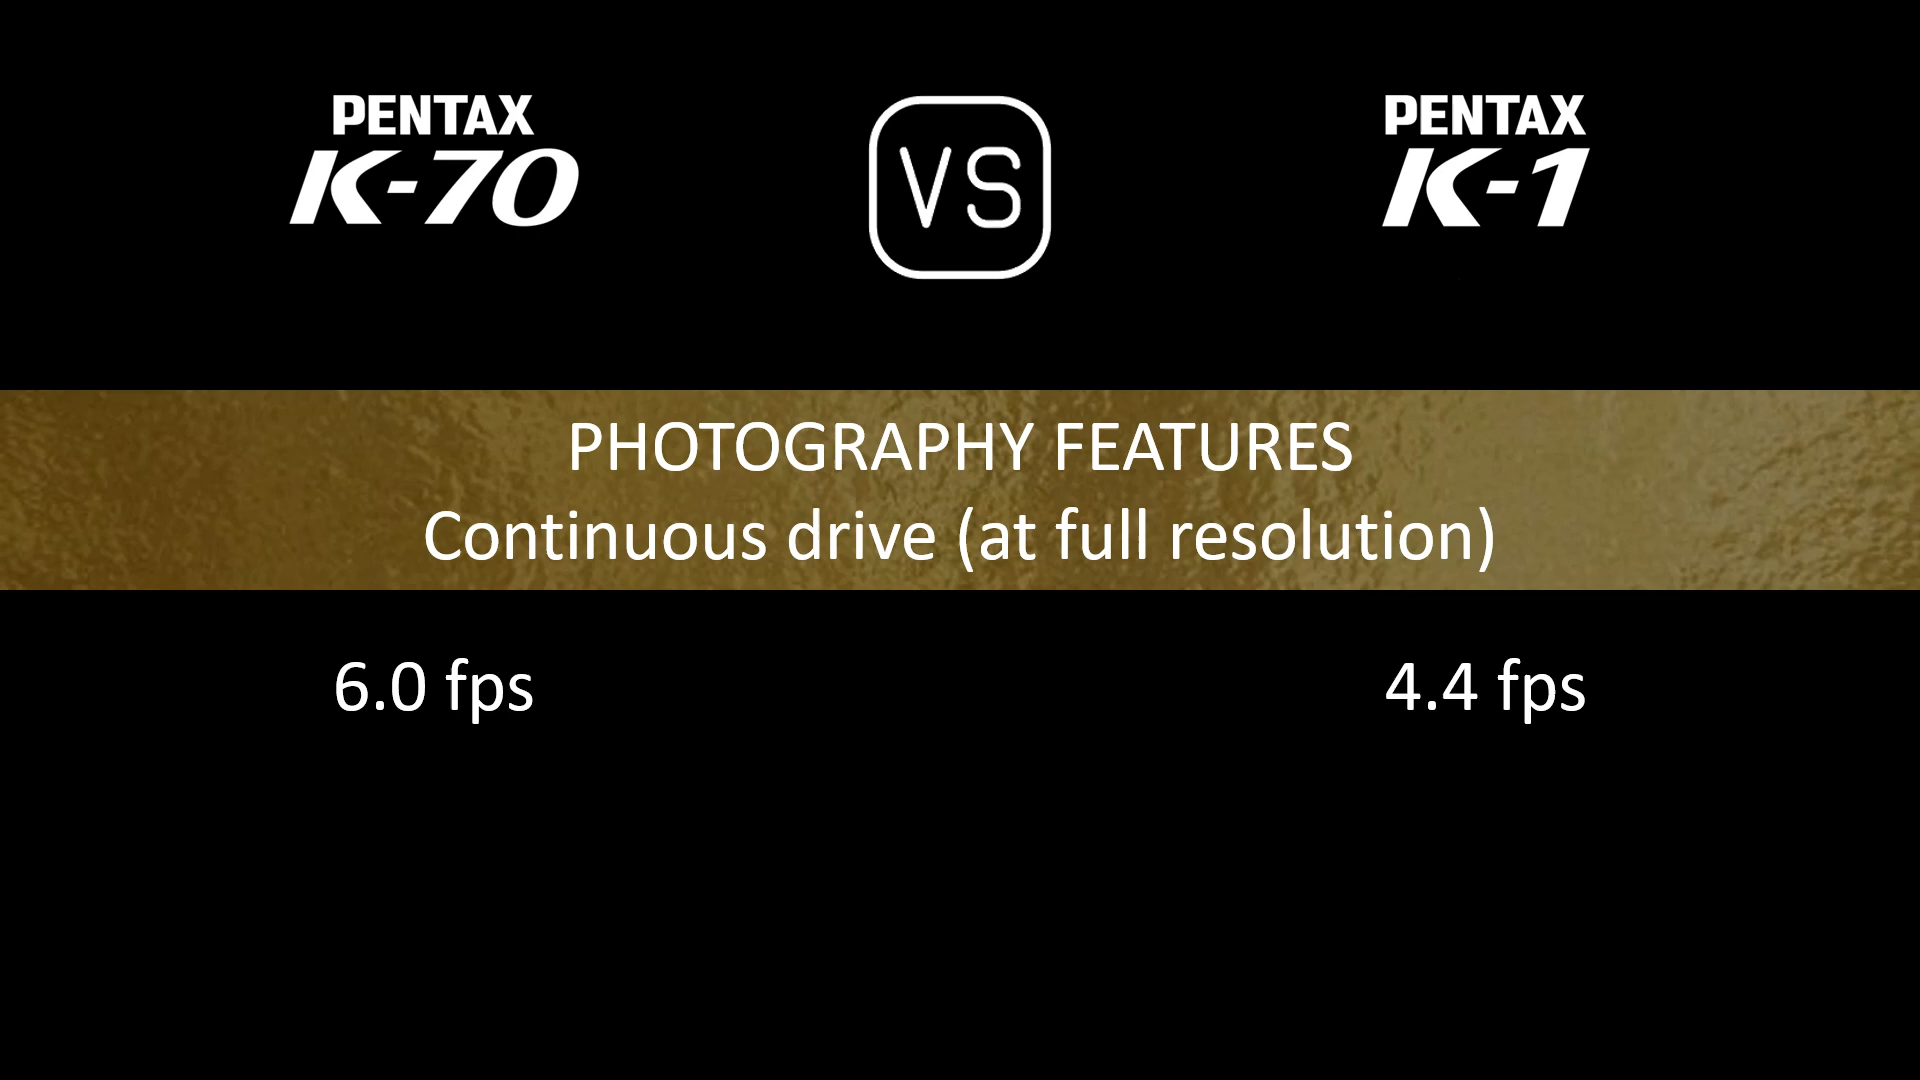 PENTAX
K-70
VS
PENTAX
K-1
PHOTOGRAPHY FEATURES
Continuous drive (at full resolution)
6.0 fps
4.4 fps